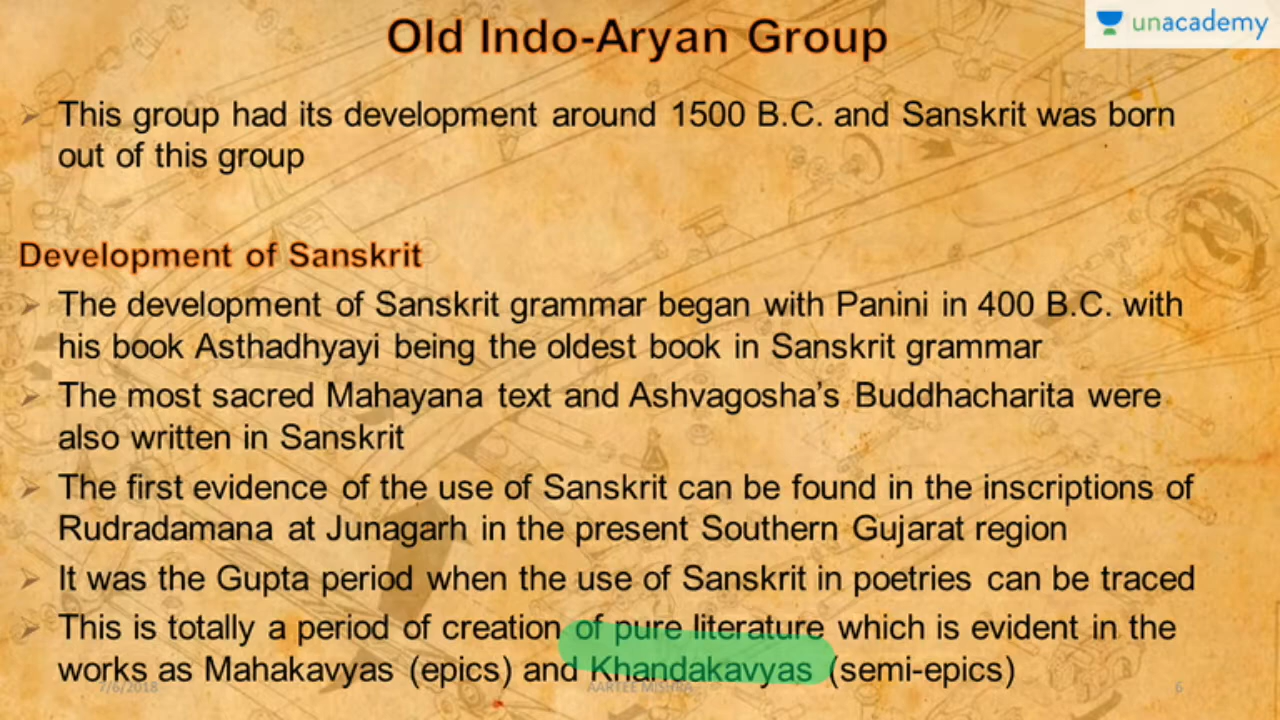 Old Indo-Aryan Group
unacademy
This group had its development around 1500 B.C. and Sanskrit was born
out of this group
Development of Sanskrit
The development of Sanskrit grammar began with Panini in 400 B.C. with
his book Asthadhyayi being the oldest book in Sanskrit grammar
The most sacred Mahayana text and Ashvagosha's Buddhacharita were
also written in Sanskrit
The first evidence of the use of Sanskrit can be found in the inscriptions of
Rudradamana at Junagarh in the present Southern Gujarat region
It was the Gupta period when the use of Sanskrit in poetries can be traced
This is totally a period of creation of pure literature which is evident in the
works as Mahakavyas (epics) and Khandakavyas (semi-epics)
7/6/2018 AARTEE MISHRA 6